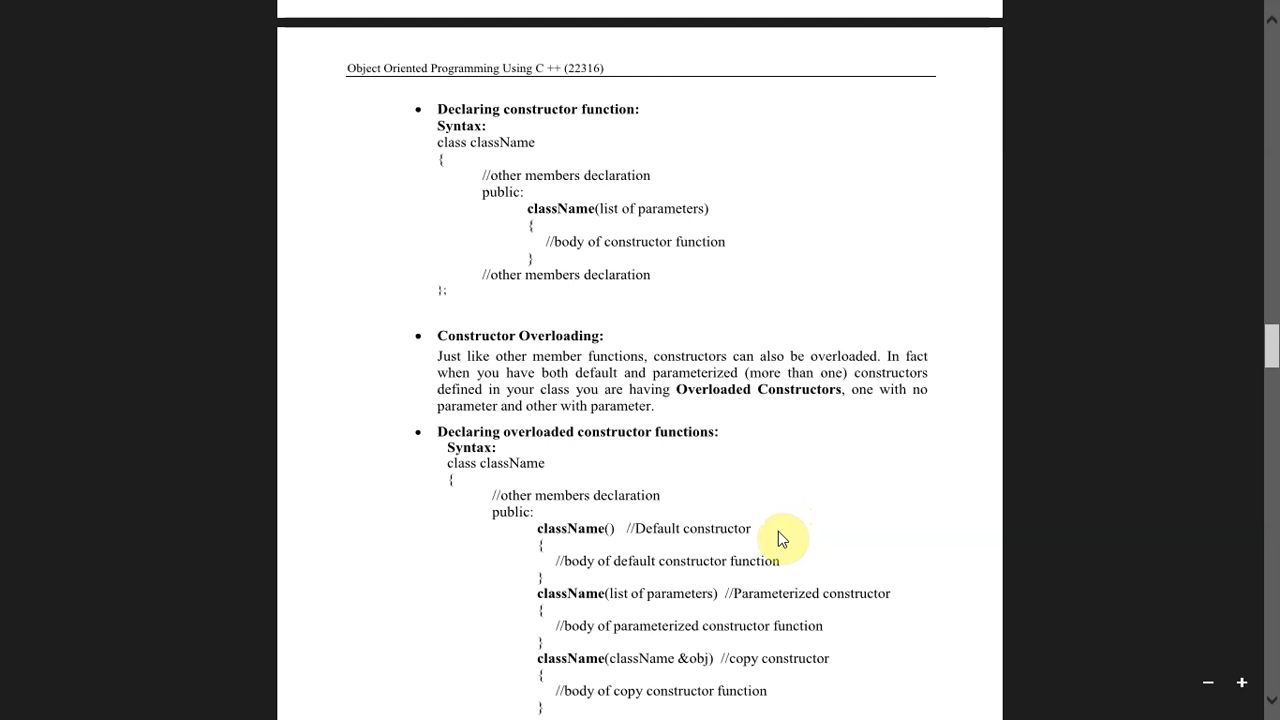 Object Oriented Programming Using C ++ (22316)
• Declaring constructor function:
Syntax:
class className
{
//other members declaration
public:
className(list of parameters)
{
//body of constructor function
}
//other members declaration
};
• Constructor Overloading:
Just like other member functions, constructors can also be overloaded. In fact
when you have both default and parameterized (more than one) constructors
defined in your class you are having Overloaded Constructors, one with no
parameter and other with parameter.
• Declaring overloaded constructor functions:
Syntax:
class className
{
//other members declaration
public:
className() //Default constructor
{
//body of default constructor function
}
className(list of parameters) //Parameterized constructor
{
//body of parameterized constructor function
}
className(className &obj) //copy constructor
{
//body of copy constructor function
}